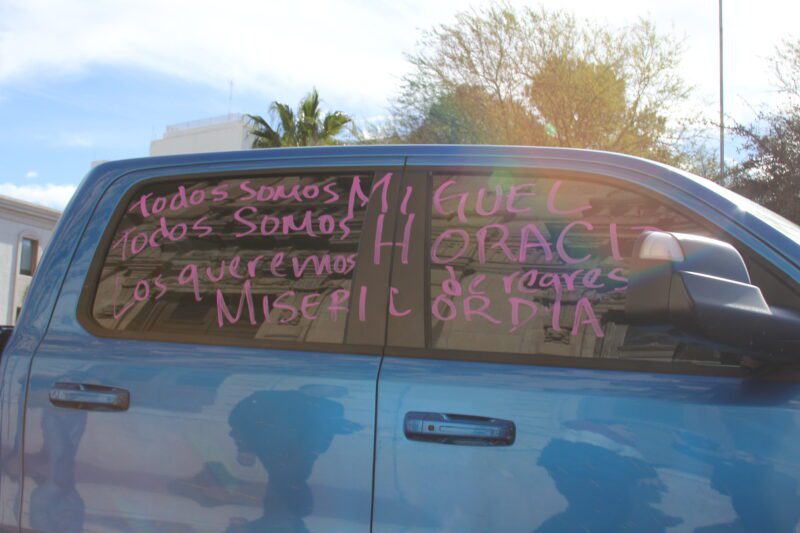 Todos somos MIGUEL
Todos Somos HORACI
Los queremos de regres
MISERICORDIA